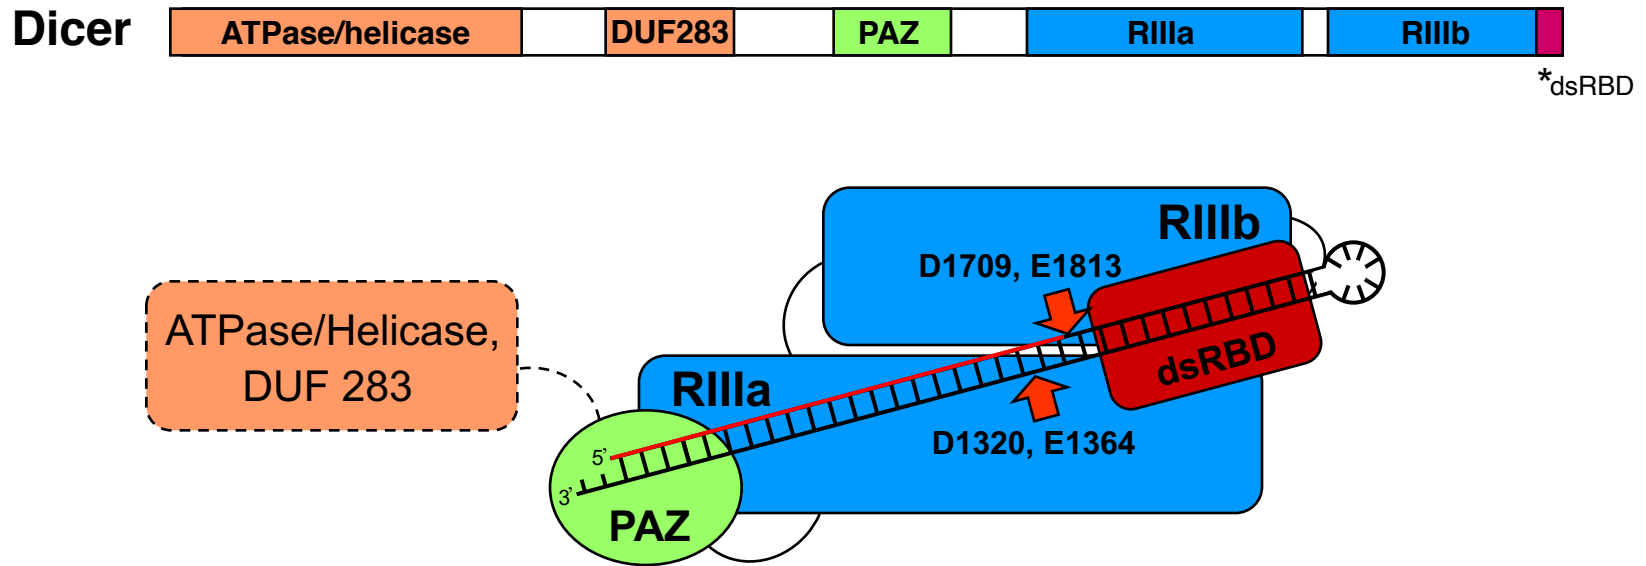 Dicer
ATPase/helicase
DUF283
PAZ
RIIIa
RIIIb
*dsRBD
RIIIb
D1709, E1813
ATPase/Helicase,
DUF 283
dsRBD
RIIIa
D1320, E1364
5’
3’
PAZ